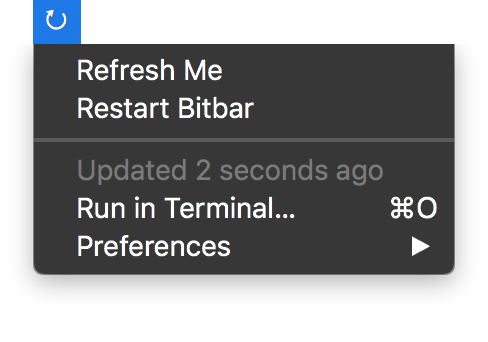 Refresh Me
Restart Bitbar
Updated 2 seconds ago
Run in Terminal... ⌘O
Preferences ▶